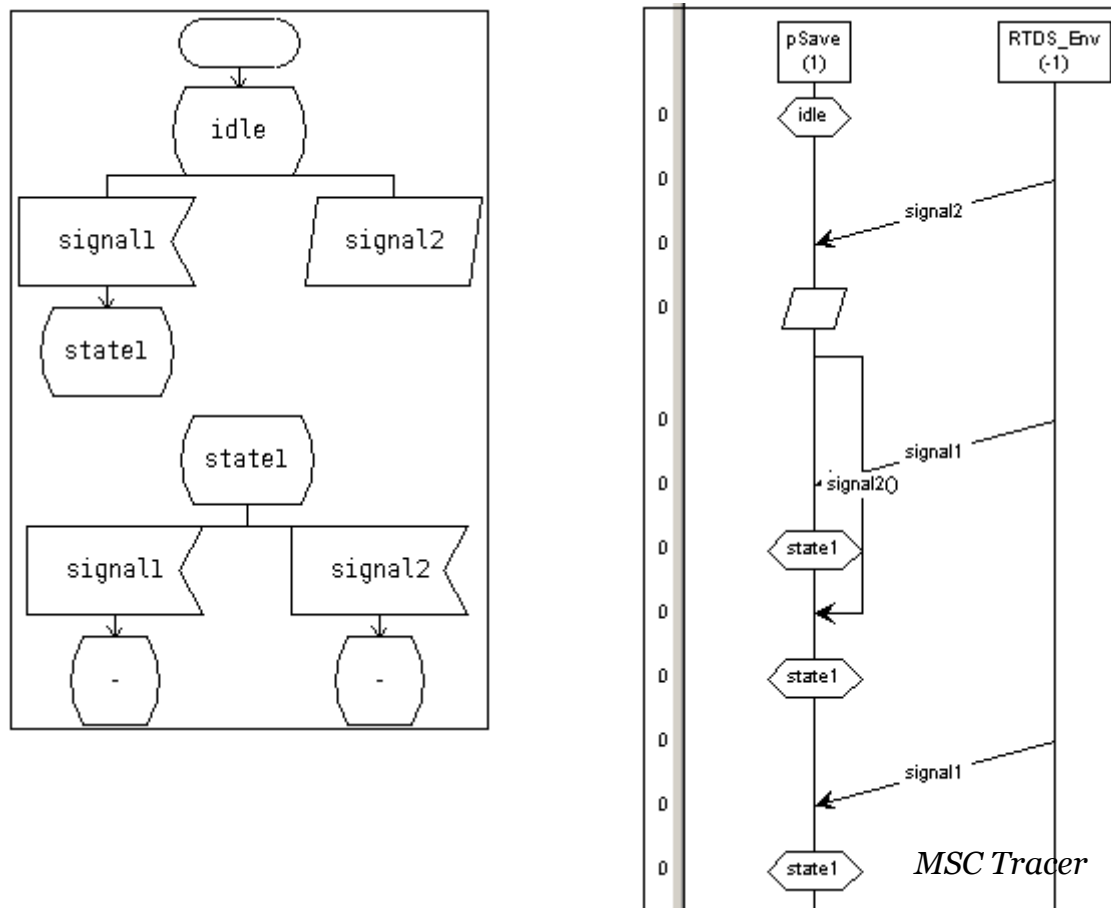 idle
signal1
signal2
state1
state1
signal1
signal2
-
-
pSave
(1)
RTDS_Env
(-1)
0
idle
0
signal2
0
0
0
signal1
0
signal2()
0
state1
0
0
state1
0
signal1
0
0
state1
MSC Tracer